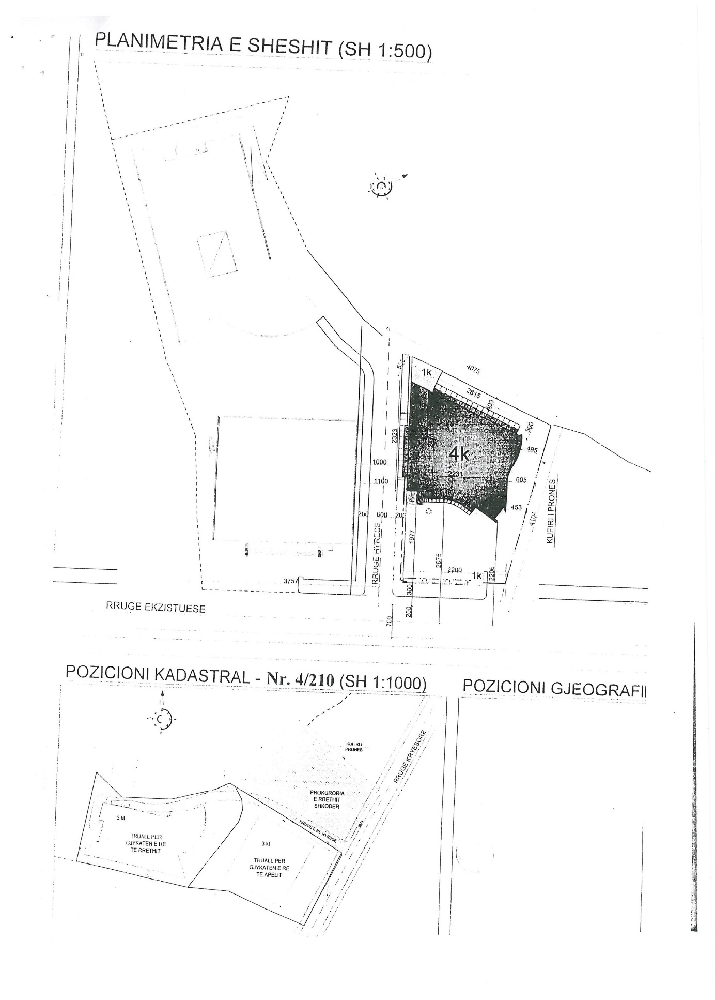 PLANIMETRIA E SHESHIT (SH 1:500)
1k
4075
2615
400
500
2323
2471
4k
495
1000
2231
605
1100
453
200 600 200
4104
KUFIRI I PRONES
RRUGE HYRESE
1977
2675
2200
1k
2206
3757
300
200
700
RRUGE EKZISTUESE
POZICIONI KADASTRAL - Nr. 4/210 (SH 1:1000)
POZICIONI GJEOGRAFI
KUFIRI I
PRONES
RRUGE KRYESORE
PROKURORIA
E RRETHIT
SHKODER
RRUGE E RE HYRESE
3 kt
TRUALL PER
GJYKATEN E RE
TE RRETHIT
3 kt
TRUALL PER
GJYKATEN E RE
TE APELIT